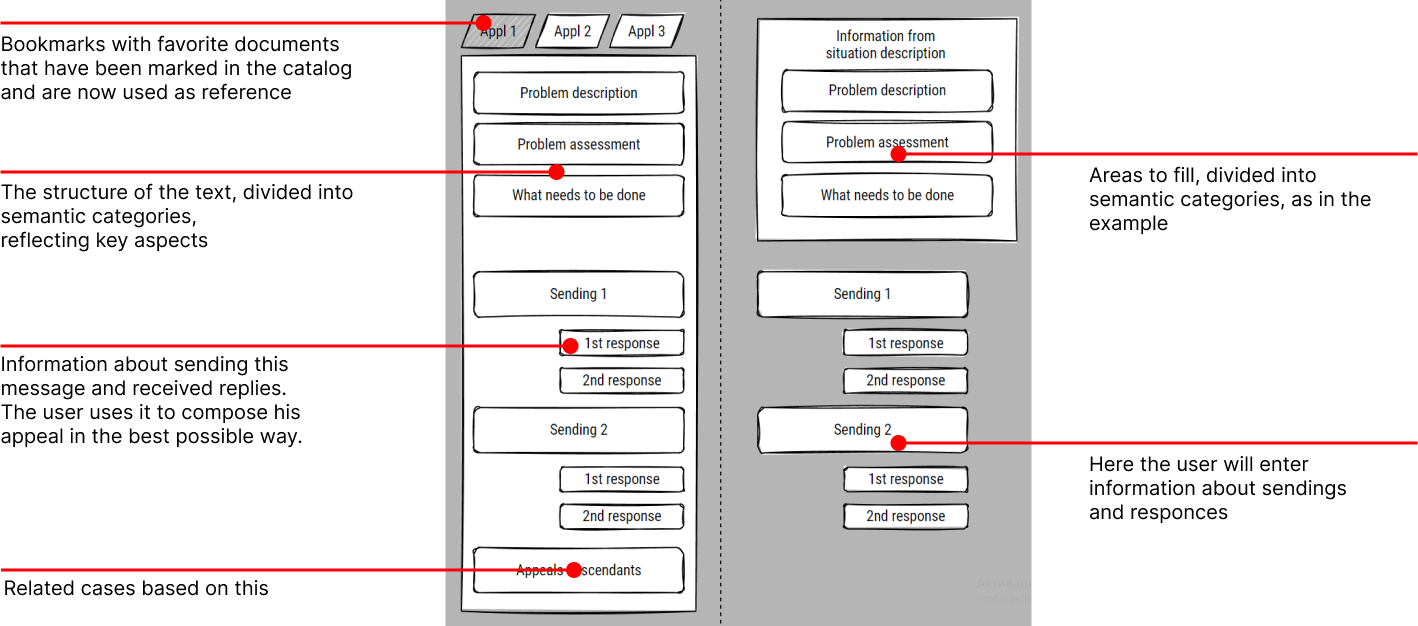 Bookmarks with favorite documents
that have been marked in the catalog
and are now used as reference
The structure of the text, divided into
semantic categories,
reflecting key aspects
Information about sending this
message and received replies.
The user uses it to compose his
appeal in the best possible way.
Related cases based on this
Appl 1
Appl 2
Appl 3
Problem description
Problem assessment
What needs to be done
Sending 1
1st response
2nd response
Sending 2
1st response
2nd response
Appeals
Information from
situation description
Problem description
Problem assessment
What needs to be done
Sending 1
1st response
2nd response
Sending 2
1st response
2nd response
Areas to fill, divided into
semantic categories, as in the
example
Here the user will enter
information about sendings
and responces